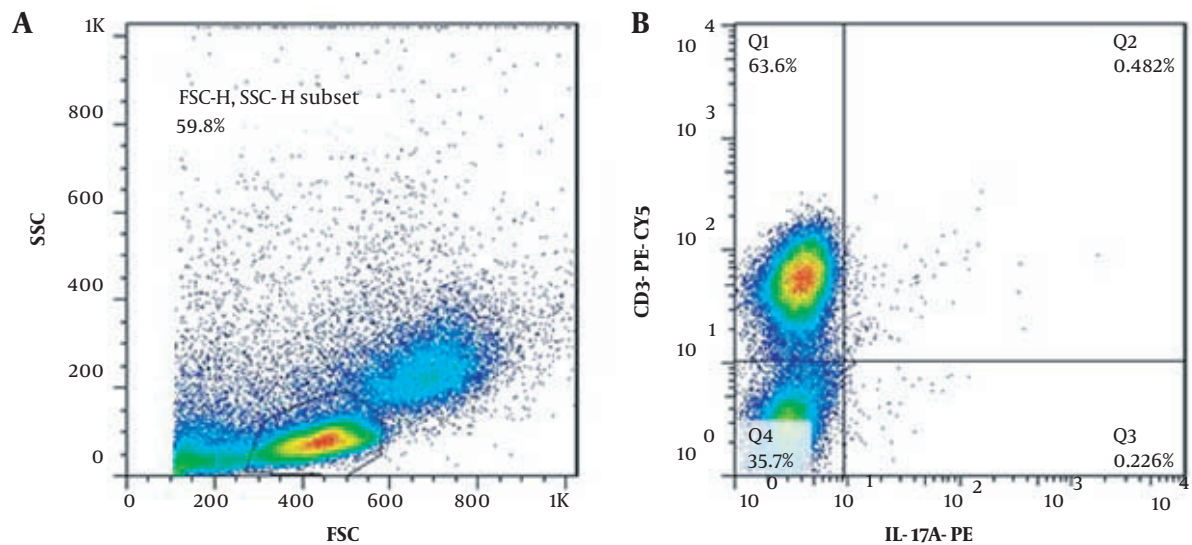 A
1K
800
600
400
200
0
SSC
FSC-H, SSC- H subset
59.8%
0 200 400 600 800 1K
FSC
B
10 4
10 3
10 2
10 1
10 0
CD3- PE- CY5
Q1
63.6%
Q2
0.482%
Q4
35.7%
Q3
0.226%
10 0 10 1 10 2 10 3 10 4
IL- 17A- PE